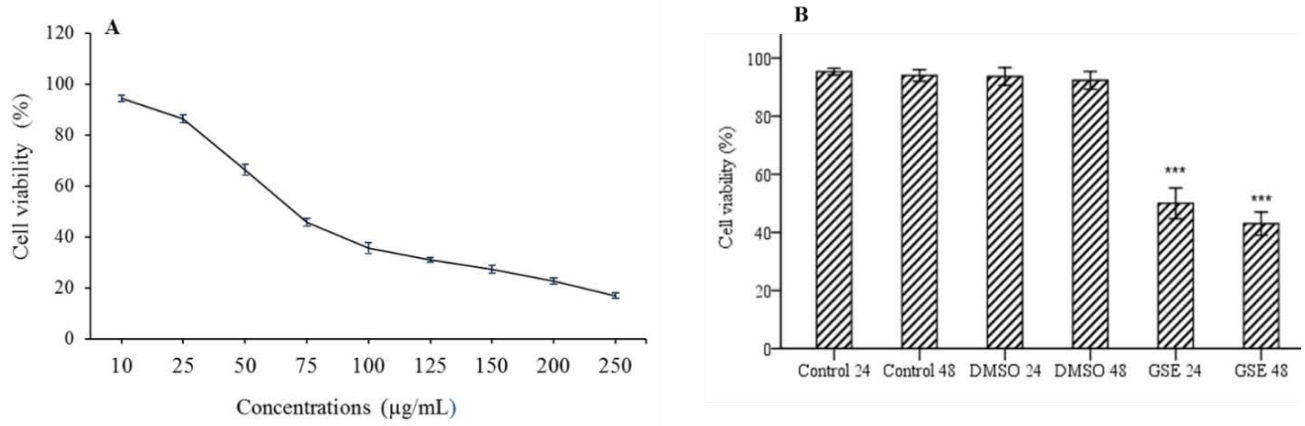 A
120
100
80
60
40
20
0
Cell viability (%)
10 25 50 75 100 125 150 200 250
Concentrations (µg/mL)
B
100
80
60
40
20
0
Cell viability (%)
***
***
Control 24 Control 48 DMSO 24 DMSO 48 GSE 24 GSE 48